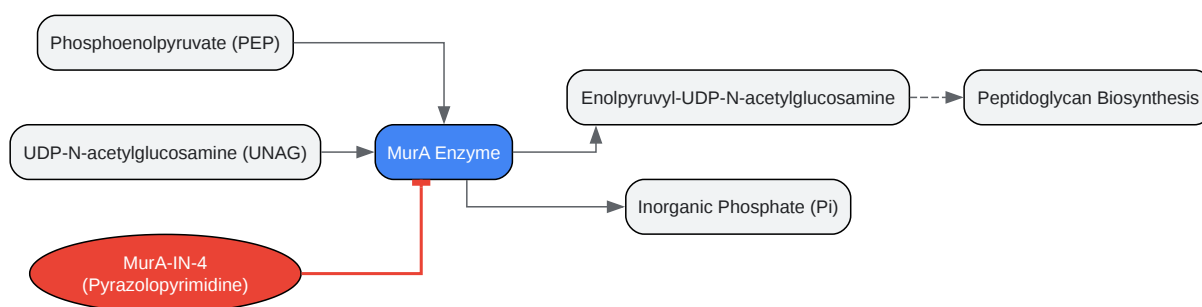 Phosphoenolpyruvate (PEP)
Enolpyruvyl-UDP-N-acetylglucosamine
Peptidoglycan Biosynthesis
UDP-N-acetylglucosamine (UNAG)
MurA Enzyme
Inorganic Phosphate (Pi)
MurA-IN-4
(Pyrazolopyrimidine)